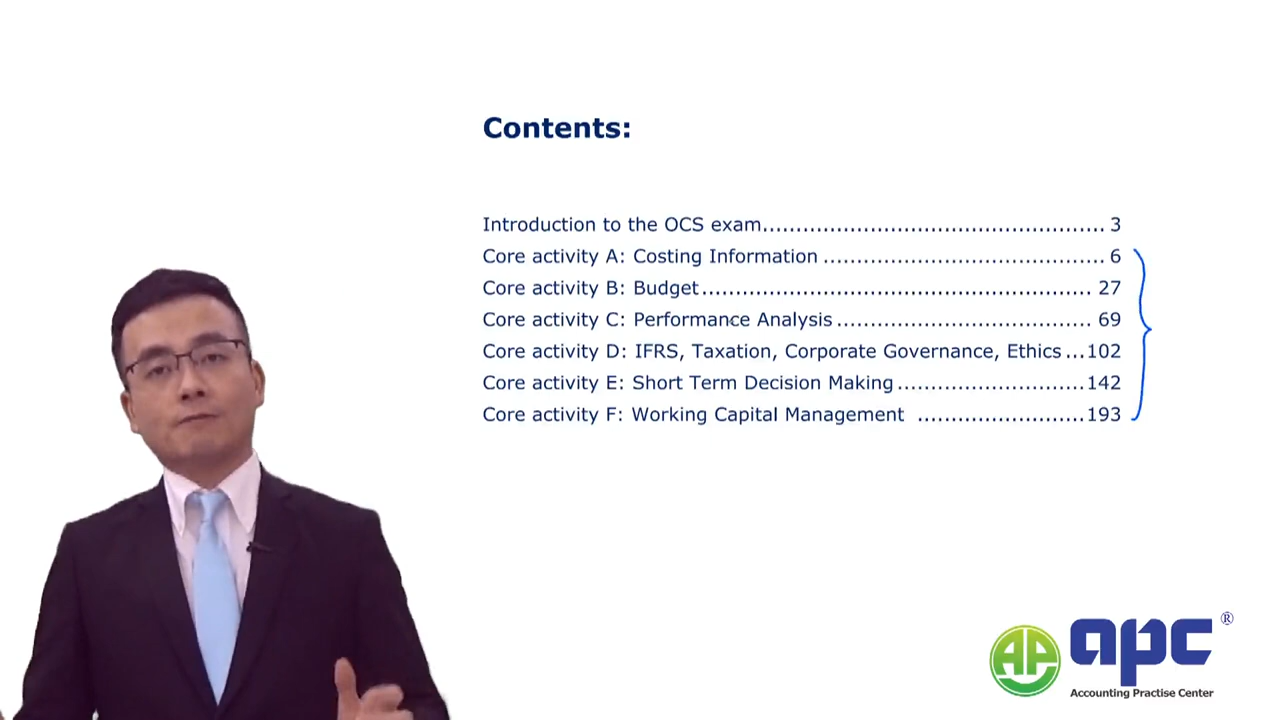 Contents:
Introduction to the OCS exam................................................... 3
Core activity A: Costing Information .......................................... 6
Core activity B: Budget.......................................................... 27
Core activity C: Performance Analysis ...................................... 69
Core activity D: IFRS, Taxation, Corporate Governance, Ethics ...102
Core activity E: Short Term Decision Making............................142
Core activity F: Working Capital Management .........................193
AP
apc®
Accounting Practise Center